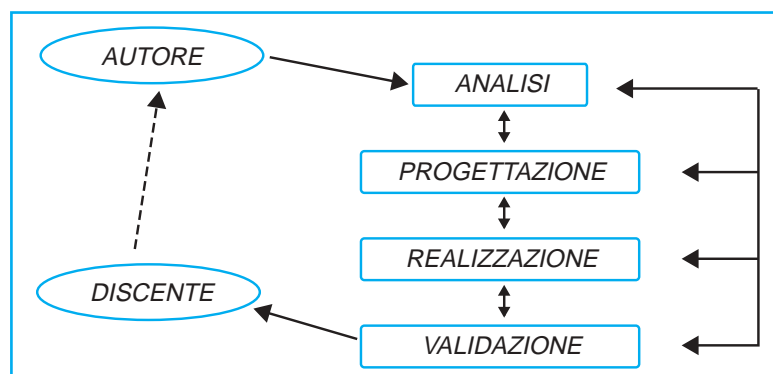 AUTORE
ANALISI
PROGETTAZIONE
REALIZZAZIONE
DISCENTE
VALIDAZIONE